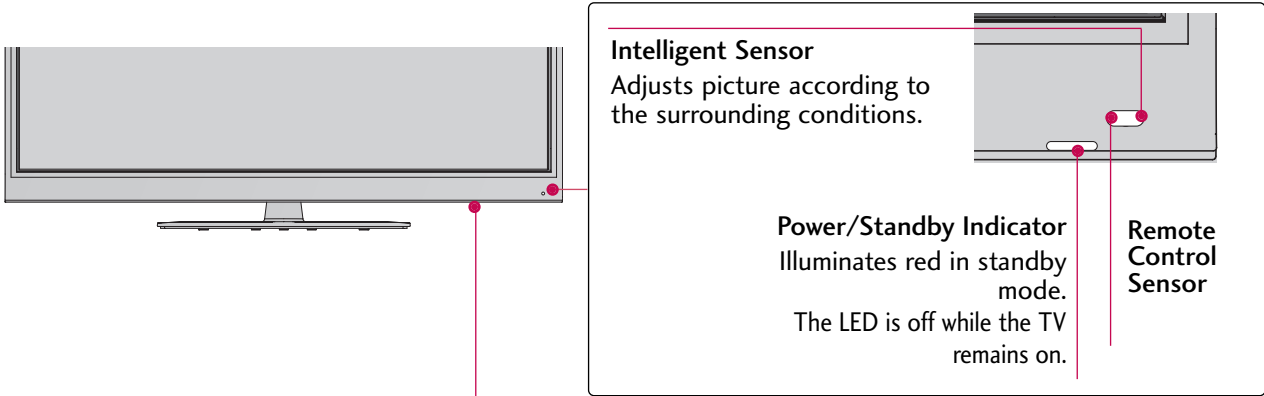 Intelligent Sensor
Adjusts picture according to
the surrounding conditions.
Power/Standby Indicator
Illuminates red in standby
mode.
The LED is off while the TV
remains on.
Remote
Control
Sensor